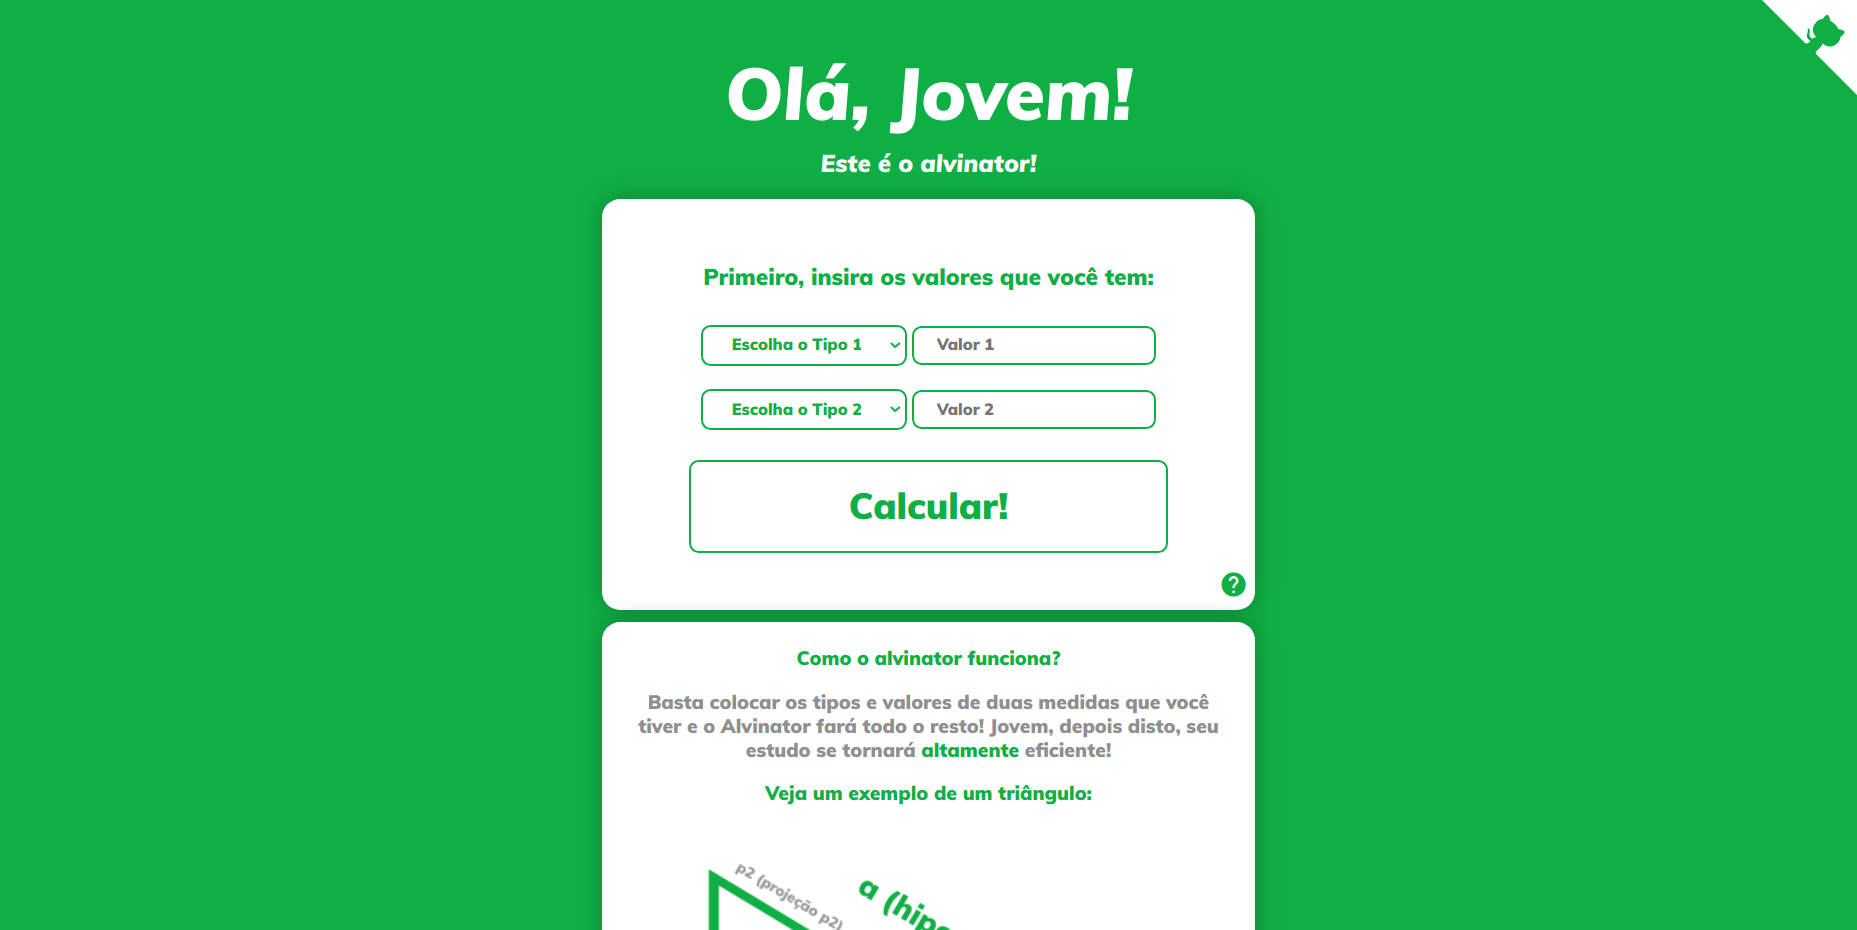 Olá, Jovem!
Este é o alvinator!
Primeiro, insira os valores que você tem:
Escolha o Tipo 1
Valor 1
Escolha o Tipo 2
Valor 2
Calcular!
?
Como o alvinator funciona?
Basta colocar os tipos e valores de duas medidas que você
tiver e o Alvinator fará todo o resto! Jovem, depois disto, seu
estudo se tornará altamente eficiente!
Veja um exemplo de um triângulo:
p2 (projeção p2)
a